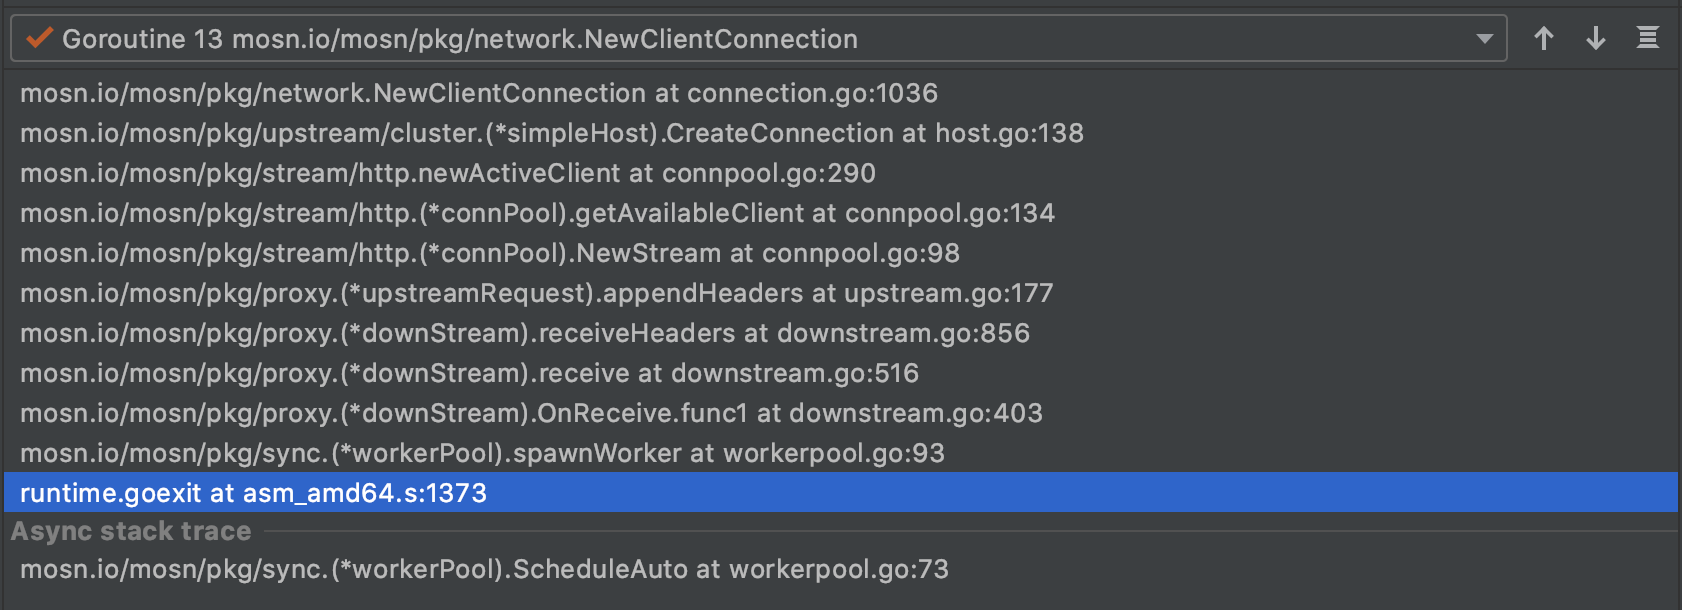 Goroutine 13 mosn.io/mosn/pkg/network.NewClientConnection
mosn.io/mosn/pkg/network.NewClientConnection at connection.go:1036
mosn.io/mosn/pkg/upstream/cluster.(*simpleHost).CreateConnection at host.go:138
mosn.io/mosn/pkg/stream/http.newActiveClient at connpool.go:290
mosn.io/mosn/pkg/stream/http.(*connPool).getAvailableClient at connpool.go:134
mosn.io/mosn/pkg/stream/http.(*connPool).NewStream at connpool.go:98
mosn.io/mosn/pkg/proxy.(*upstreamRequest).appendHeaders at upstream.go:177
mosn.io/mosn/pkg/proxy.(*downStream).receiveHeaders at downstream.go:856
mosn.io/mosn/pkg/proxy.(*downStream).receive at downstream.go:516
mosn.io/mosn/pkg/proxy.(*downStream).OnReceive.func1 at downstream.go:403
mosn.io/mosn/pkg/sync.(*workerPool).spawnWorker at workerpool.go:93
runtime.goexit at asm_amd64.s:1373
Async stack trace
mosn.io/mosn/pkg/sync.(*workerPool).ScheduleAuto at workerpool.go:73